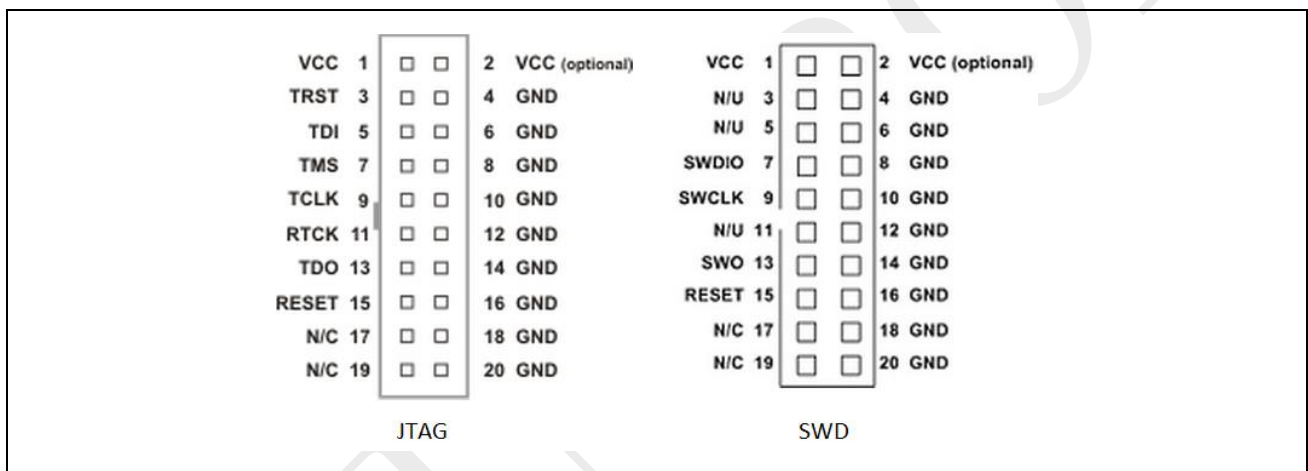 VCC 1 2 VCC (optional)
TRST 3 4 GND
TDI 5 6 GND
TMS 7 8 GND
TCLK 9 10 GND
RTCK 11 12 GND
TDO 13 14 GND
RESET 15 16 GND
N/C 17 18 GND
N/C 19 20 GND
JTAG
VCC 1 2 VCC (optional)
N/U 3 4 GND
N/U 5 6 GND
SWDIO 7 8 GND
SWCLK 9 10 GND
N/U 11 12 GND
SWO 13 14 GND
RESET 15 16 GND
N/C 17 18 GND
N/C 19 20 GND
SWD